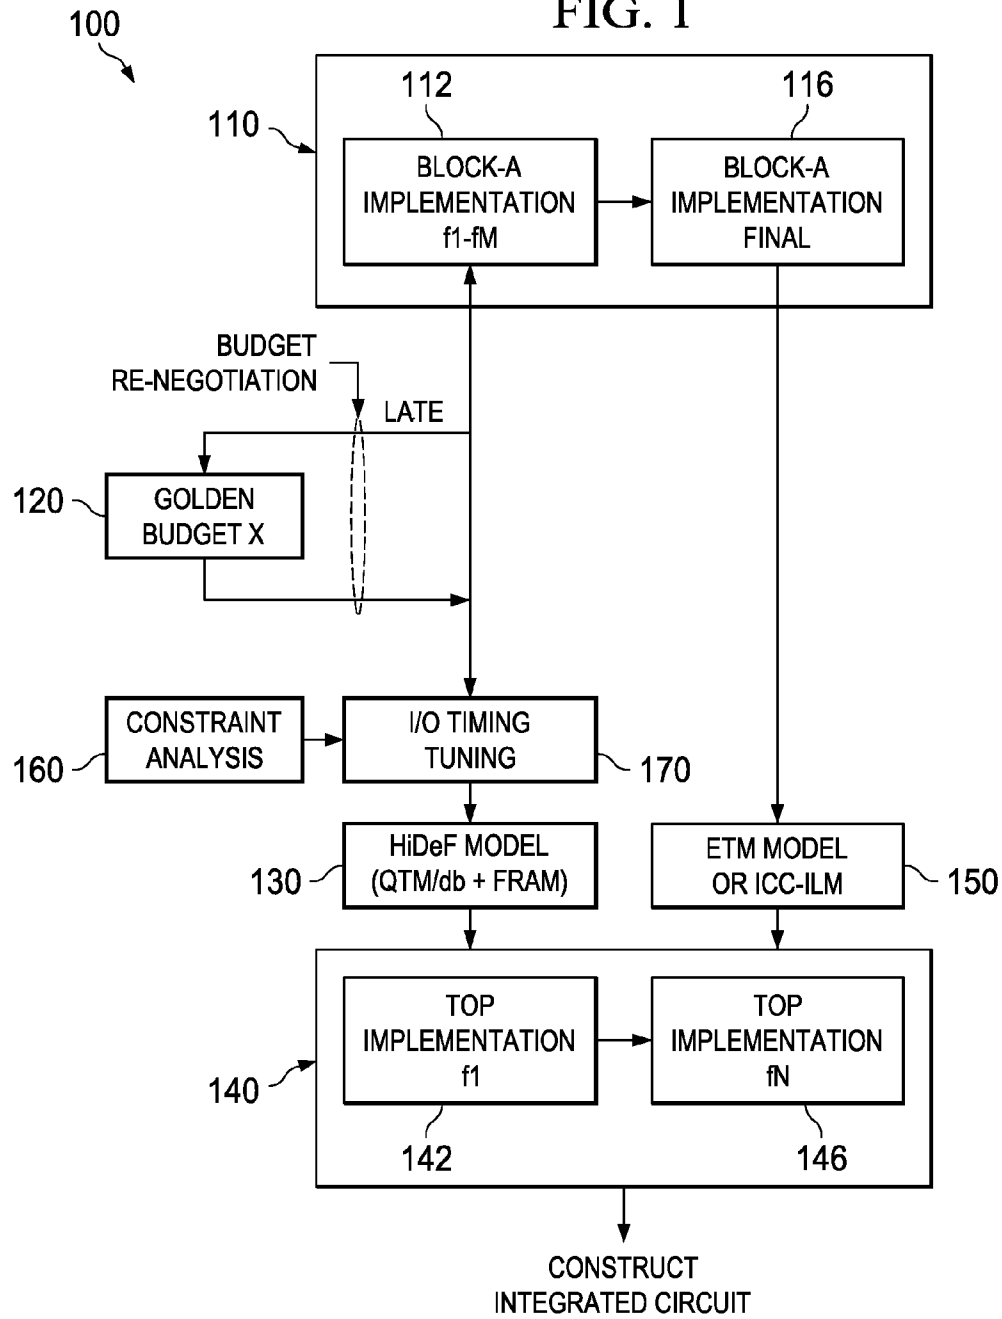 FIG. 1
100
112
116
110
BLOCK-A
IMPLEMENTATION
f1-fM
BLOCK-A
IMPLEMENTATION
FINAL
BUDGET
RE-NEGOTIATION
LATE
120
GOLDEN
BUDGET X
CONSTRAINT
ANALYSIS
160
I/O TIMING
TUNING
170
HiDeF MODEL
(QTM/db + FRAM)
130
ETM MODEL
OR ICC-ILM
150
TOP
IMPLEMENTATION
f1
TOP
IMPLEMENTATION
fN
140
142
146
CONSTRUCT
INTEGRATED CIRCUIT